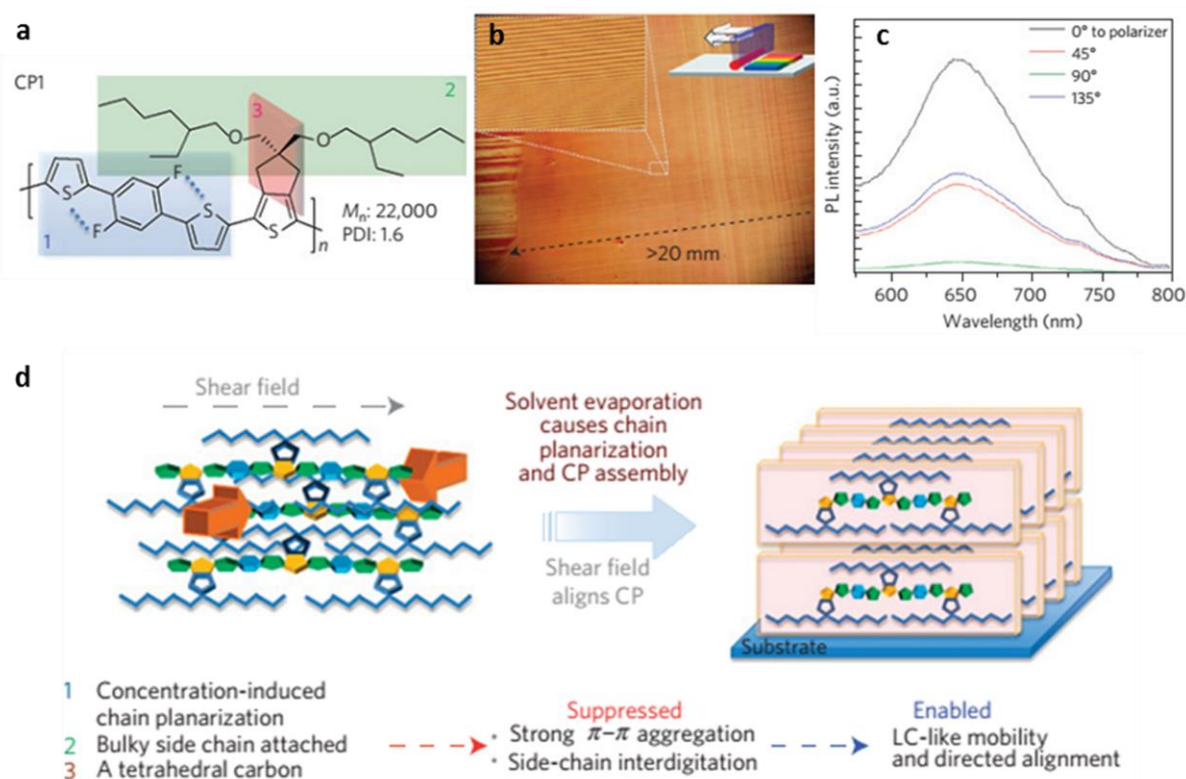 a
CP1
2
3
O
O
F
S
S
F
S
1
n
Mn: 22,000
PDI: 1.6
b
>20 mm
c
0° to polarizer
45°
90°
135°
PL intensity (a.u.)
600 650 700 750 800
Wavelength (nm)
d
Shear field
Solvent evaporation
causes chain
planarization
and CP assembly
Shear field
aligns CP
Substrate
1 Concentration-induced
chain planarization
2 Bulky side chain attached
3 A tetrahedral carbon
Suppressed
• Strong π–π aggregation
• Side-chain interdigitation
Enabled
LC-like mobility
and directed alignment